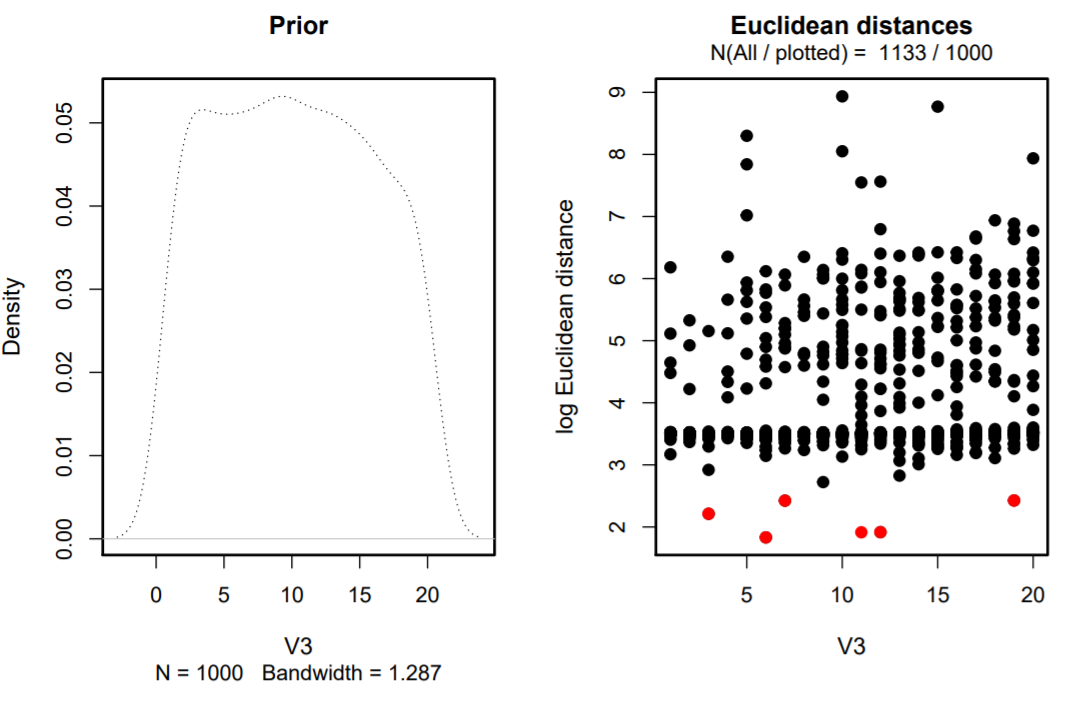 Prior
Density
0.05
0.04
0.03
0.02
0.01
0.00
0 5 10 15 20
V3
N = 1000 Bandwidth = 1.287
Euclidean distances
N(All / plotted) = 1133 / 1000
log Euclidean distance
9
8
7
6
5
4
3
2
5 10 15 20
V3